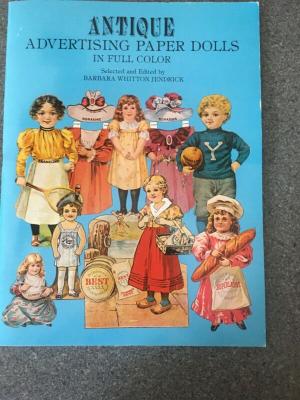 ANTIQUE
ADVERTISING PAPER DOLLS
IN FULL COLOR
Selected and Edited by
BARBARA WHITTON JENDRICK
Y
BEST